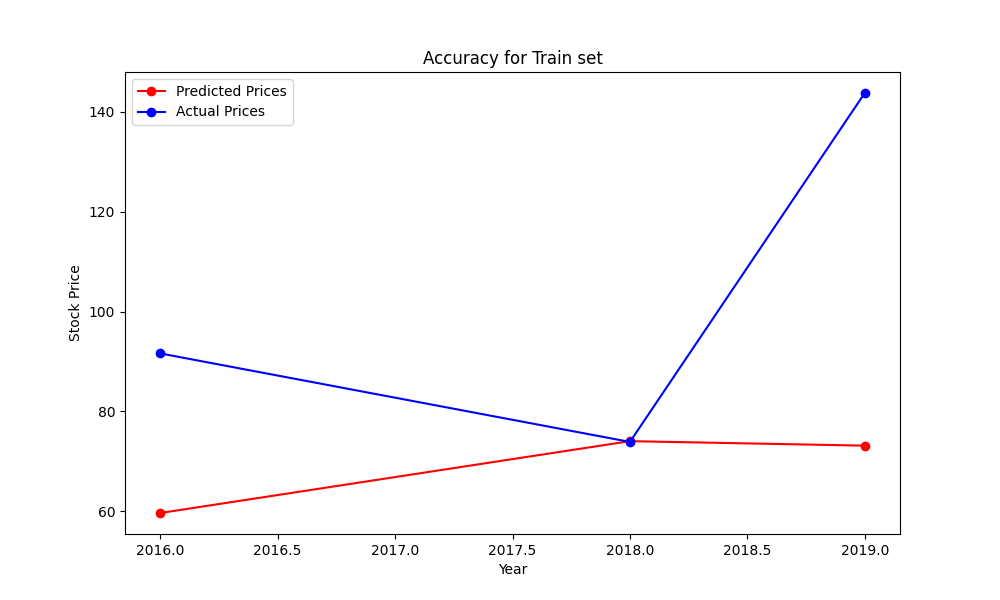 Accuracy for Train set
Predicted Prices
Actual Prices
140
120
100
80
60
Stock Price
2016.0 2016.5 2017.0 2017.5 2018.0 2018.5 2019.0
Year